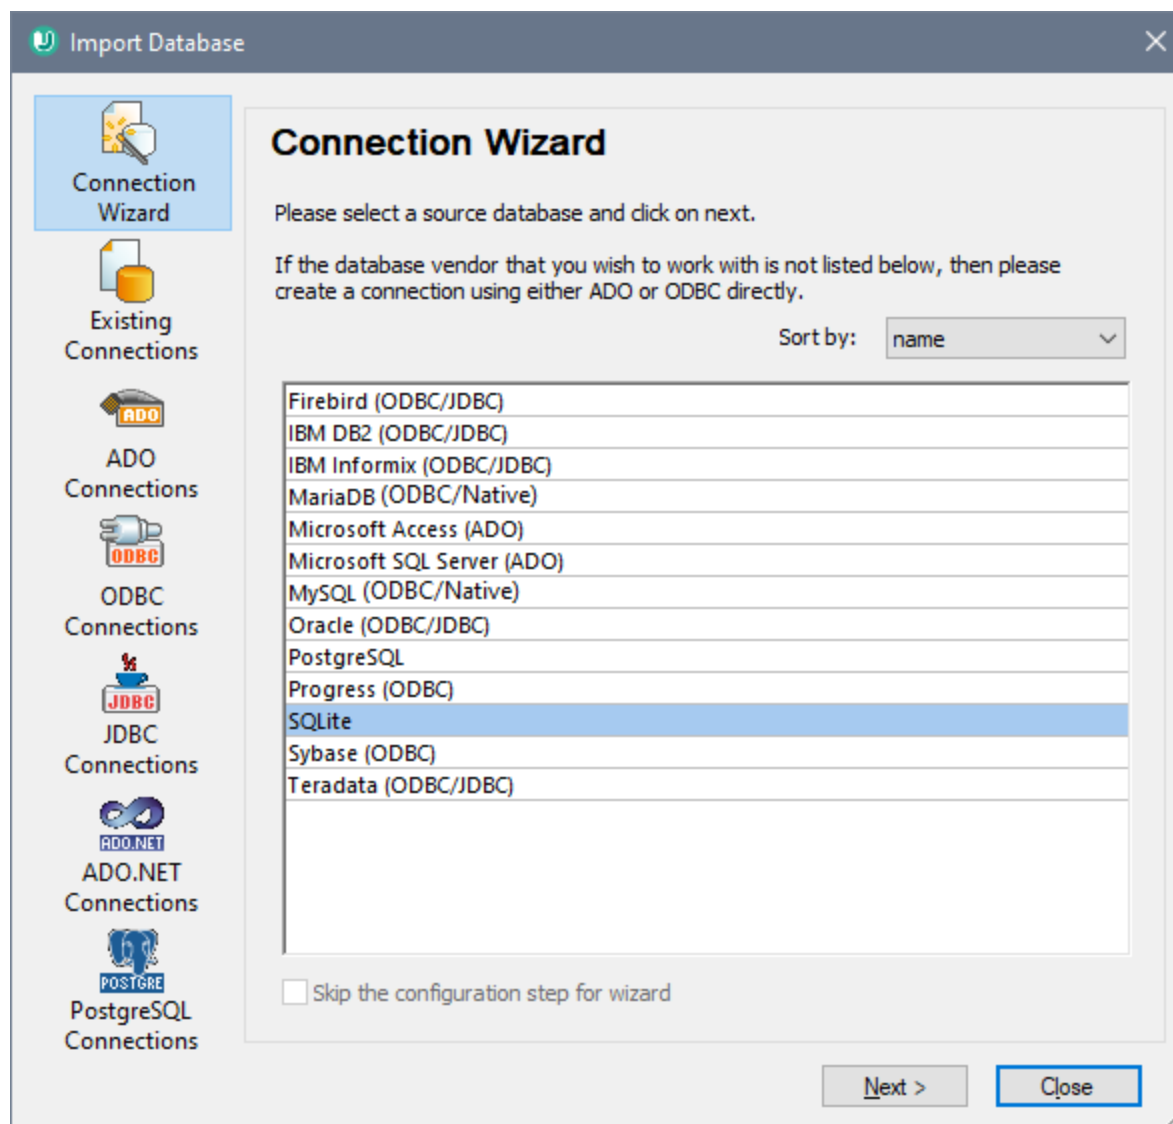 Import Database
Connection
Wizard
Existing
Connections
ADO
ADO
Connections
ODBC
ODBC
Connections
JDBC
JDBC
Connections
ADO.NET
ADO.NET
Connections
POSTGRE
PostgreSQL
Connections
Connection Wizard
Please select a source database and click on next.
If the database vendor that you wish to work with is not listed below, then please
create a connection using either ADO or ODBC directly.
Sort by: name
Firebird (ODBC/JDBC)
IBM DB2 (ODBC/JDBC)
IBM Informix (ODBC/JDBC)
MariaDB (ODBC/Native)
Microsoft Access (ADO)
Microsoft SQL Server (ADO)
MySQL (ODBC/Native)
Oracle (ODBC/JDBC)
PostgreSQL
Progress (ODBC)
SQLite
Sybase (ODBC)
Teradata (ODBC/JDBC)
Skip the configuration step for wizard
Next > Close